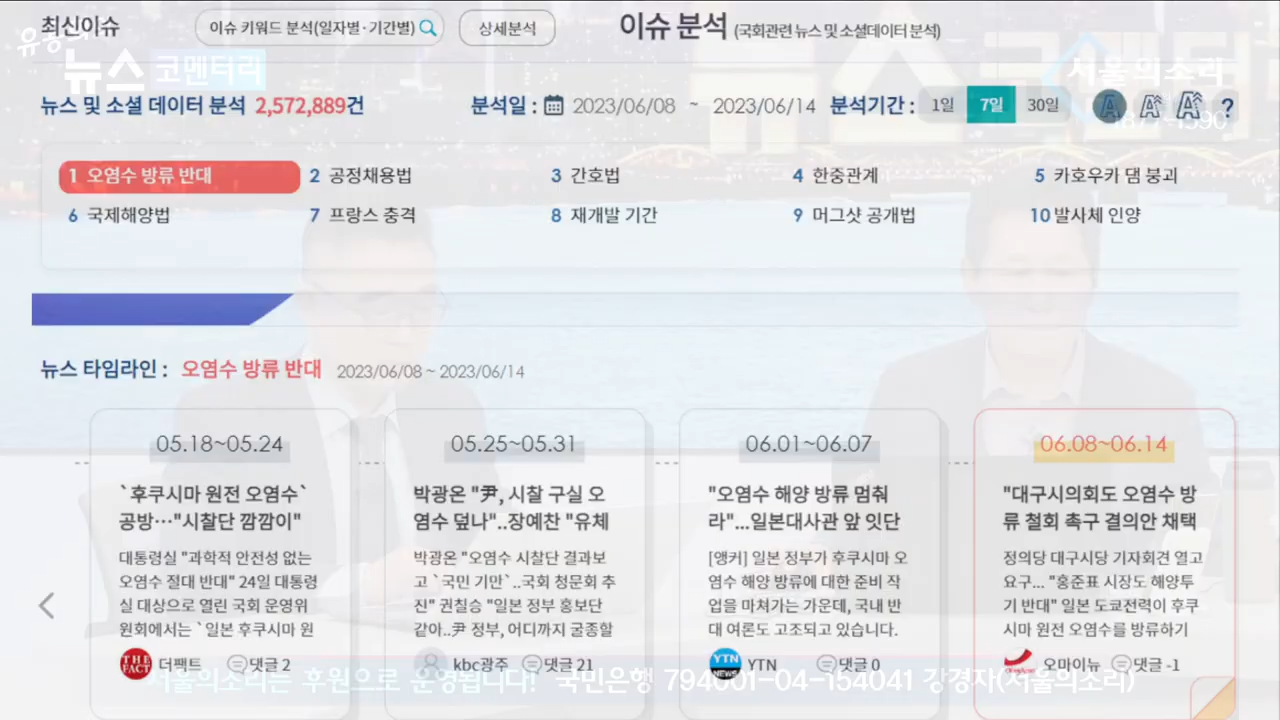 최신이슈
이슈 키워드 분석(일자별·기간별)
상세분석
이슈 분석 (국회관련 뉴스 및 소셜데이터 분석)
유용화의
뉴스 코멘터리
서울의소리
뉴스 및 소셜 데이터 분석 2,572,889건
분석일 : 2023/06/08 ~ 2023/06/14 분석기간 : 1일 7일 30일 A A A ?
1 오염수 방류 반대
2 공정채용법
3 간호법
4 한중관계
5 카호우카 댐 붕괴
6 국제해양법
7 프랑스 충격
8 재개발 기간
9 머그샷 공개법
10 발사체 인양
뉴스 타임라인 : 오염수 방류 반대 2023/06/08 ~ 2023/06/14
05.18~05.24
`후쿠시마 원전 오염수`
공방…"시찰단 깜깜이"
대통령실 "과학적 안전성 없는
오염수 절대 반대" 24일 대통령
실 대상으로 열린 국회 운영위
원회에서는 `일본 후쿠시마 원
THE FACT 더팩트 댓글 2
05.25~05.31
박광온 "尹, 시찰 구실 오
염수 덮나"..장예찬 "유체
박광온 "오염수 시찰단 결과보
고 `국민 기만`..국회 청문회 추
진" 권칠승 "일본 정부 홍보단
같아..尹 정부, 어디까지 굴종할
kbc광주 댓글 21
06.01~06.07
"오염수 해양 방류 멈춰
라"...일본대사관 앞 잇단
[앵커] 일본 정부가 후쿠시마 오
염수 해양 방류에 대한 준비 작
업을 마쳐가는 가운데, 국내 반
대 여론도 고조되고 있습니다.
YTN NEWS YTN 댓글 0
06.08~06.14
"대구시의회도 오염수 방
류 철회 촉구 결의안 채택
정의당 대구시당 기자회견 열고
요구... "홍준표 시장도 해양투
기 반대" 일본 도쿄전력이 후쿠
시마 원전 오염수를 방류하기
오마이뉴 댓글 -1
서울의소리는 후원으로 운영됩니다! 국민은행 794001-04-154041 강경자(서울의소리)